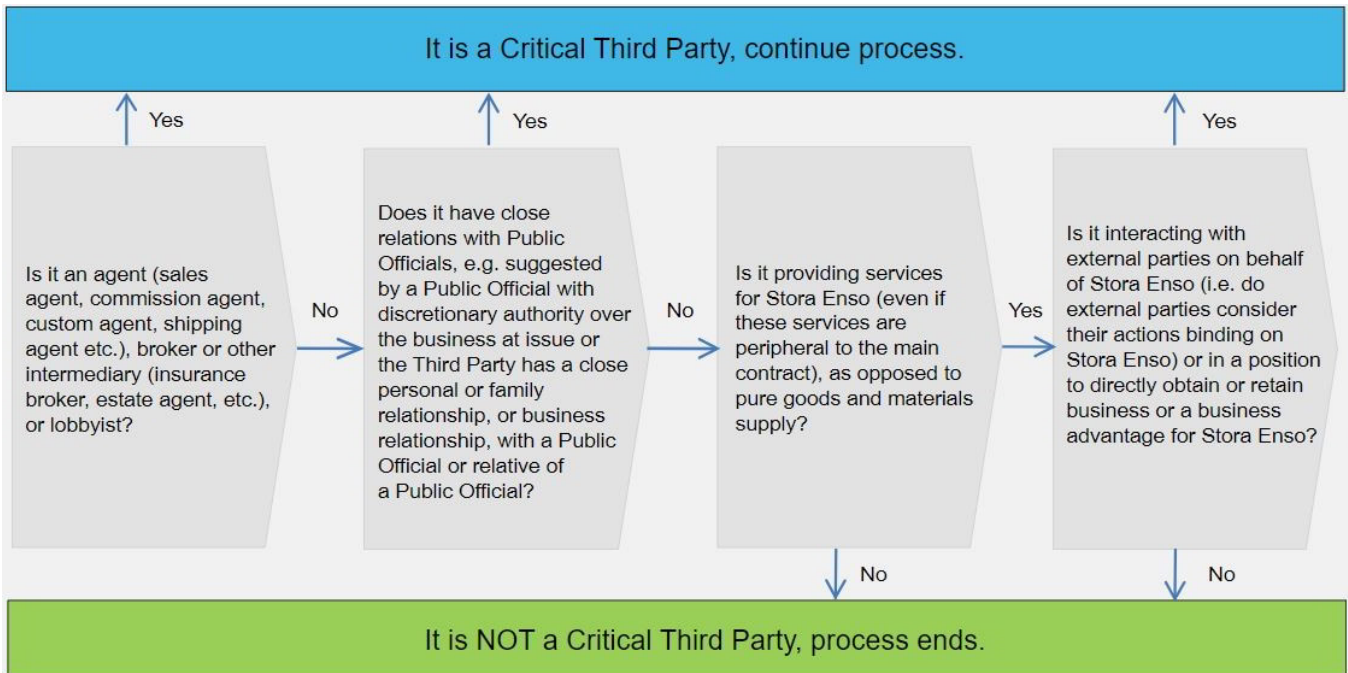 It is a Critical Third Party, continue process.
Yes
Yes
Yes
Is it an agent (sales
agent, commission agent,
custom agent, shipping
agent etc.), broker or other
intermediary (insurance
broker, estate agent, etc.),
or lobbyist?
No
Does it have close
relations with Public
Officials, e.g. suggested
by a Public Official with
discretionary authority over
the business at issue or
the Third Party has a close
personal or family
relationship, or business
relationship, with a Public
Official or relative of
a Public Official?
No
Is it providing services
for Stora Enso (even if
these services are
peripheral to the main
contract), as opposed to
pure goods and materials
supply?
Yes
Is it interacting with
external parties on behalf
of Stora Enso (i.e. do
external parties consider
their actions binding on
Stora Enso) or in a position
to directly obtain or retain
business or a business
advantage for Stora Enso?
No
No
It is NOT a Critical Third Party, process ends.